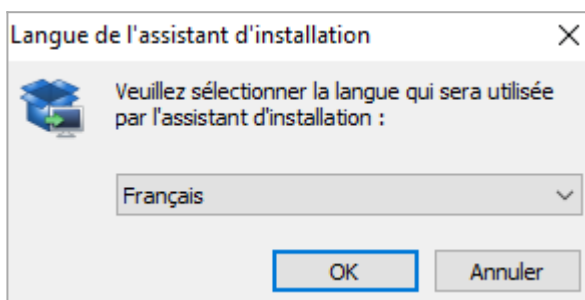 Langue de l'assistant d'installation
Veuillez sélectionner la langue qui sera utilisée
par l'assistant d'installation :
Français
OK Annuler